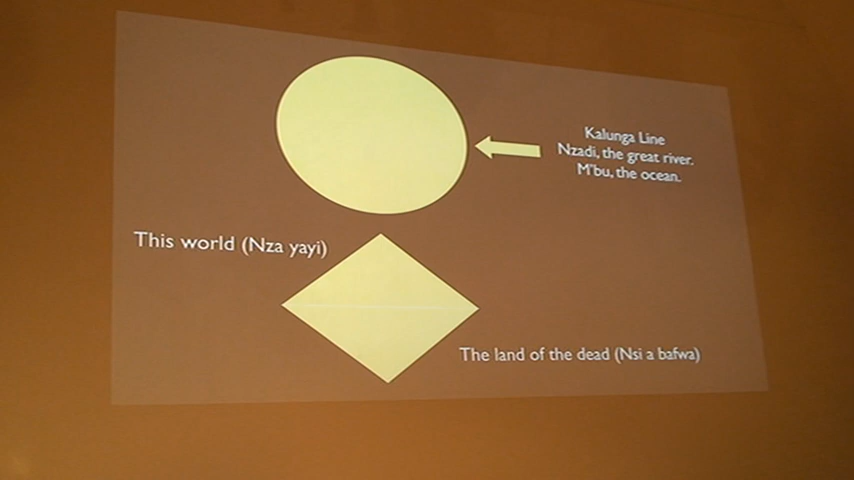 Kalunga Line
Nzadi, the great river.
M'bu, the ocean.
This world (Nza yayi)
The land of the dead (Nsi a bafwa)